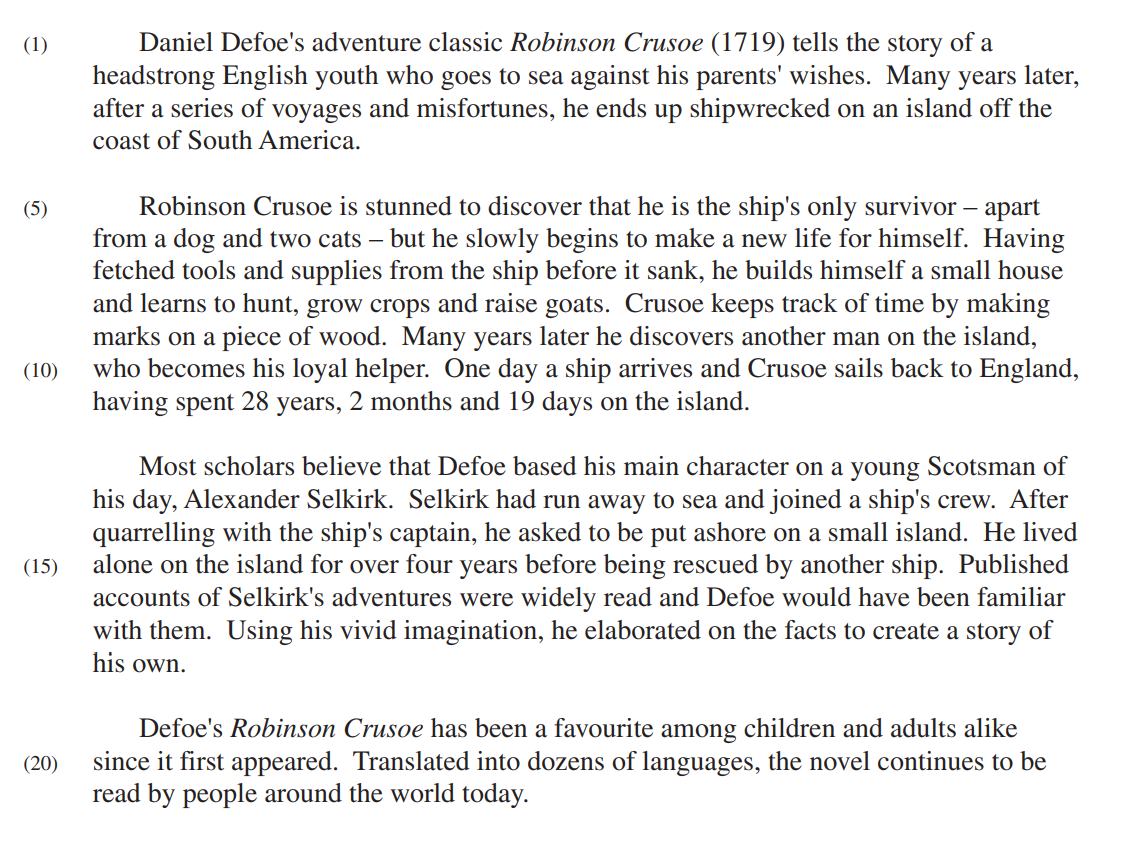 (1) Daniel Defoe's adventure classic Robinson Crusoe (1719) tells the story of a
headstrong English youth who goes to sea against his parents' wishes. Many years later,
after a series of voyages and misfortunes, he ends up shipwrecked on an island off the
coast of South America.
(5) Robinson Crusoe is stunned to discover that he is the ship's only survivor – apart
from a dog and two cats – but he slowly begins to make a new life for himself. Having
fetched tools and supplies from the ship before it sank, he builds himself a small house
and learns to hunt, grow crops and raise goats. Crusoe keeps track of time by making
marks on a piece of wood. Many years later he discovers another man on the island,
(10) who becomes his loyal helper. One day a ship arrives and Crusoe sails back to England,
having spent 28 years, 2 months and 19 days on the island.
Most scholars believe that Defoe based his main character on a young Scotsman of
his day, Alexander Selkirk. Selkirk had run away to sea and joined a ship's crew. After
quarrelling with the ship's captain, he asked to be put ashore on a small island. He lived
(15) alone on the island for over four years before being rescued by another ship. Published
accounts of Selkirk's adventures were widely read and Defoe would have been familiar
with them. Using his vivid imagination, he elaborated on the facts to create a story of
his own.
Defoe's Robinson Crusoe has been a favourite among children and adults alike
(20) since it first appeared. Translated into dozens of languages, the novel continues to be
read by people around the world today.